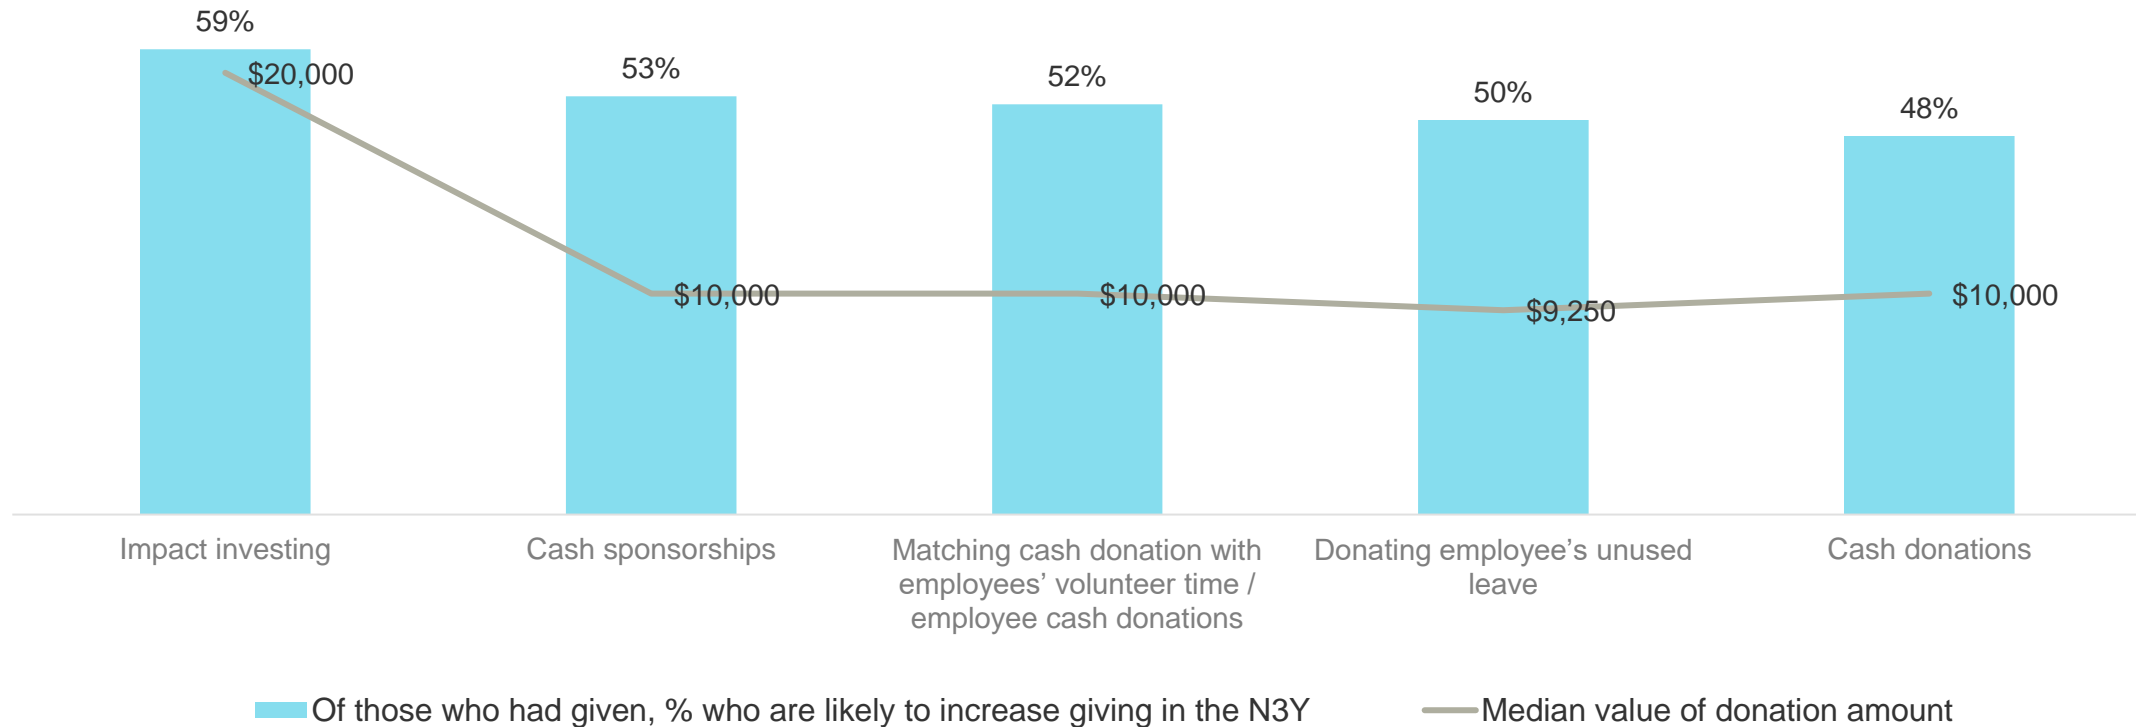 59%
$20,000
53%
52%
50%
48%
$10,000
$10,000
$9,250
$10,000
Impact investing
Cash sponsorships
Matching cash donation with
employees’ volunteer time /
employee cash donations
Donating employee’s unused
leave
Cash donations
Of those who had given, % who are likely to increase giving in the N3Y
Median value of donation amount